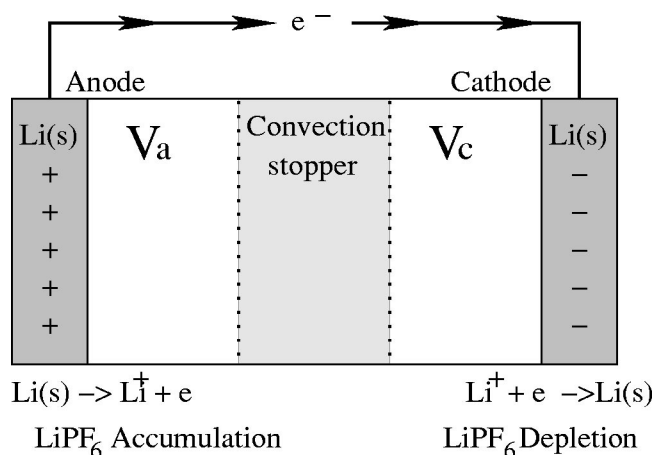 e⁻
Anode Cathode
Li(s) Va Convection stopper Vc Li(s)
+ −
+ −
+ −
+ −
+ −
Li(s) –> Li⁺ + e Li⁺ + e –>Li(s)
LiPF₆ Accumulation LiPF₆ Depletion